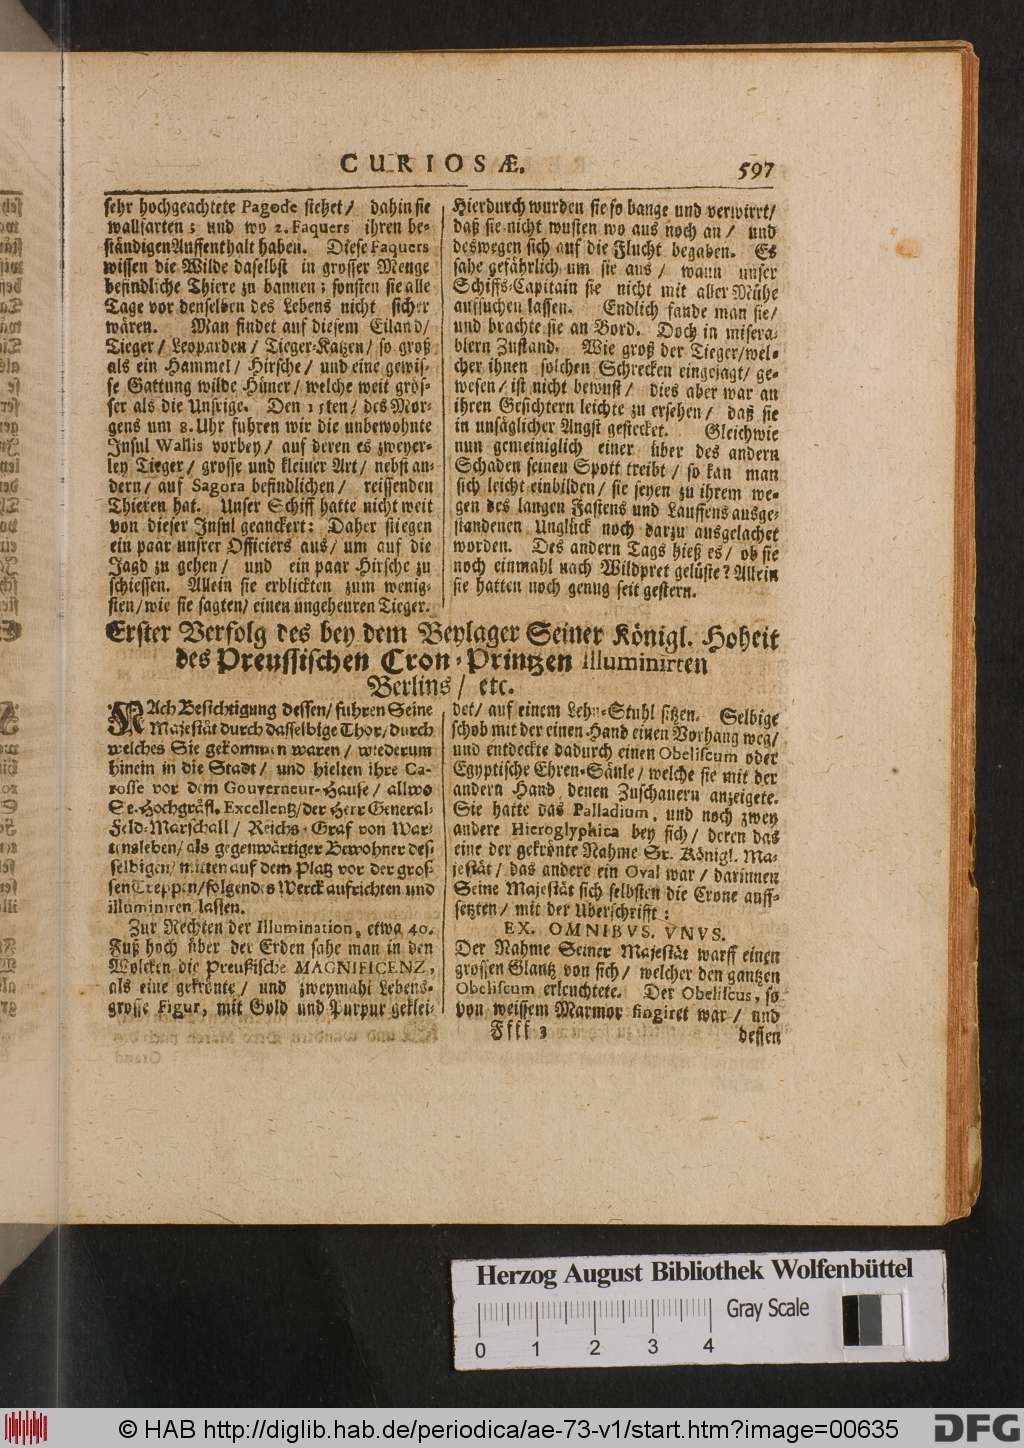 CURIOSÆ.
597
sehr hochgeachtete Pagode siehet/ dahin sie
wallfarten; und wo 2. Faquers ihren be-
ständigen Auffenthalt haben. Diese Faquers
wissen die Wilde daselbst in grosser Menge
befindliche Thiere zu bannen; sonsten sie alle
Tage vor denselben des Lebens nicht sicher
wären. Man findet auf diesem Eiland/
Tieger/ Leoparden/ Tieger-Katzen/ so groß
als ein Hammel/ Hirsche/ und eine gewis-
se Gattung wilde Hüner/ welche weit grös-
ser als die Unsrige. Den 15ten/ des Mor-
gens um 8. Uhr fuhren wir die unbewohnte
Insul Wallis vorbey/ auf deren es zweyer-
ley Tieger/ grosse und kleiner Art/ nebst an-
dern/ auf Sagora befindlichen/ reissenden
Thieren hat. Unser Schiff hatte nicht weit
von dieser Insul geanckert: Daher stiegen
ein paar unsrer Officiers aus/ um auf die
Jagd zu gehen/ und ein paar Hirsche zu
schiessen. Allein sie erblickten zum wenig-
sten/ wie sie sagten/ einen ungeheuren Tieger.
Hierdurch wurden sie so bange und verwirrt/
daß sie nicht wusten wo aus noch an/ und
deswegen sich auf die Flucht begaben. Es
sahe gefährlich um sie aus/ wann unser
Schiffs-Capitain sie nicht mit aller Mühe
aufsuchen lassen. Endlich fande man sie/
und brachte sie an Bord. Doch in misera-
blern Zustand. Wie groß der Tieger/ wel-
cher ihnen solchen Schrecken eingejagt/ ge-
wesen/ ist nicht bewust/ dies aber war an
ihren Gesichtern leichte zu ersehen/ daß sie
in unsäglicher Angst gestecket. Gleichwie
nun gemeiniglich einer über des andern
Schaden seinen Spott treibt/ so kan man
sich leicht einbilden/ sie seyen zu ihrem we-
gen des langen Fastens und Lauffens ausge-
standenen Unglück noch darzu ausgelachet
worden. Des andern Tags hieß es/ ob sie
noch einmahl nach Wildpret gelüste? Allein
sie hatten noch genug seit gestern.
Erster Verfolg des bey dem Beylager Seiner Königl. Hoheit
des Preussischen Cron-Printzen illuminirten
Berlins/ etc.
NAch Besichtigung dessen/ fuhren Seine
Majestät durch dasselbige Thor/ durch
welches Sie gekommen waren/ wiederum
hinein in die Stadt/ und hielten ihre Ca-
rosse vor dem Gouverneur-Hause/ allwo
Se. Hochgräfl. Excellentz/ der Herr General-
Feld-Marschall/ Reichs-Graf von War-
tensleben/ als gegenwärtiger Bewohner des-
selbigen/ mitten auf dem Platz vor der gros-
sen Treppen/ folgendes Werck aufrichten und
illuminiren lassen.
Zur Rechten der Illumination, etwa 40.
Fuß hoch über der Erden sahe man in den
Wolcken die Preußische MAGNIFICENZ,
als eine gekrönte/ und zweymahl Lebens-
grosse Figur, mit Gold und Purpur geklei-
det/ auf einem Lehn-Stuhl sitzen. Selbige
schob mit der einen Hand einen Vorhang weg/
und entdeckte dadurch einen Obeliscum oder
Egyptische Ehren-Säule/ welche sie mit der
andern Hand denen Zuschauern anzeigete.
Sie hatte das Palladium, und noch zwey
andere Hieroglyphica bey sich/ deren das
eine der gekrönte Nahme Sr. Königl. Ma-
jestät/ das andere ein Oval war/ darinnen
Seine Majestät sich selbsten die Crone auff-
setzten/ mit der Uberschrifft:
EX. OMNIBVS. VNVS.
Der Nahme Seiner Majestät warff einen
grossen Glantz von sich/ welcher den gantzen
Obeliscum erleuchtete. Der Obeliscus, so
von weissem Marmor fingiret war/ und
Ffff 3
dessen
Herzog August Bibliothek Wolfenbüttel
Gray Scale
0 1 2 3 4
© HAB http://diglib.hab.de/periodica/ae-73-v1/start.htm?image=00635
DFG